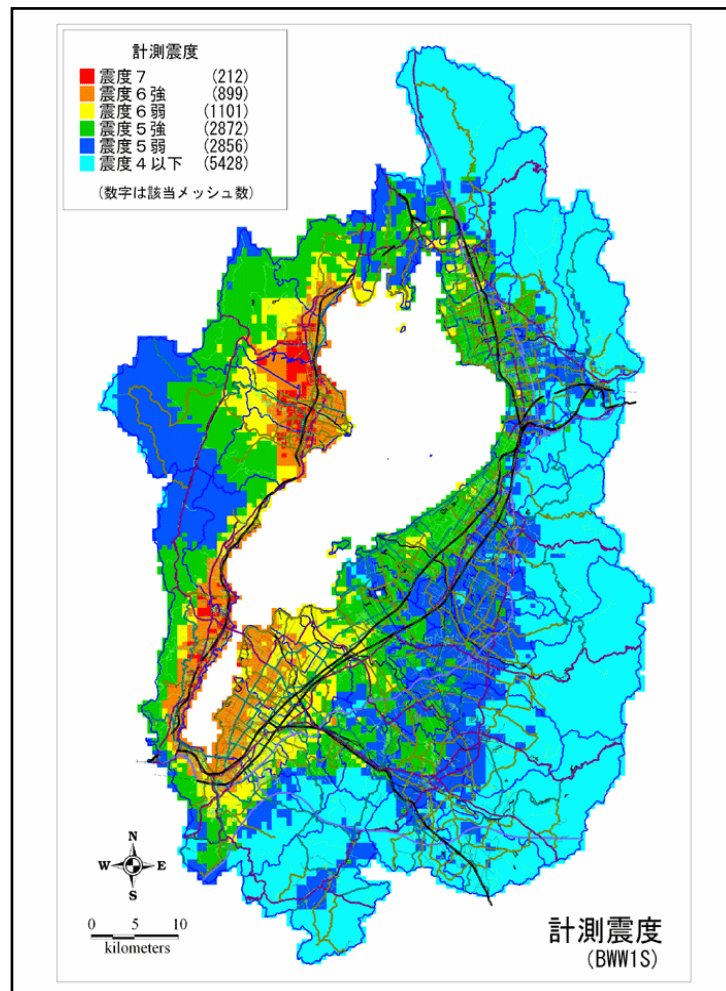 計測震度
震度7 (212)
震度6強 (899)
震度6弱 (1101)
震度5強 (2872)
震度5弱 (2856)
震度4以下 (5428)
(数字は該当メッシュ数)
N
W E
S
0 5 10
kilometers
計測震度
(BWW1S)